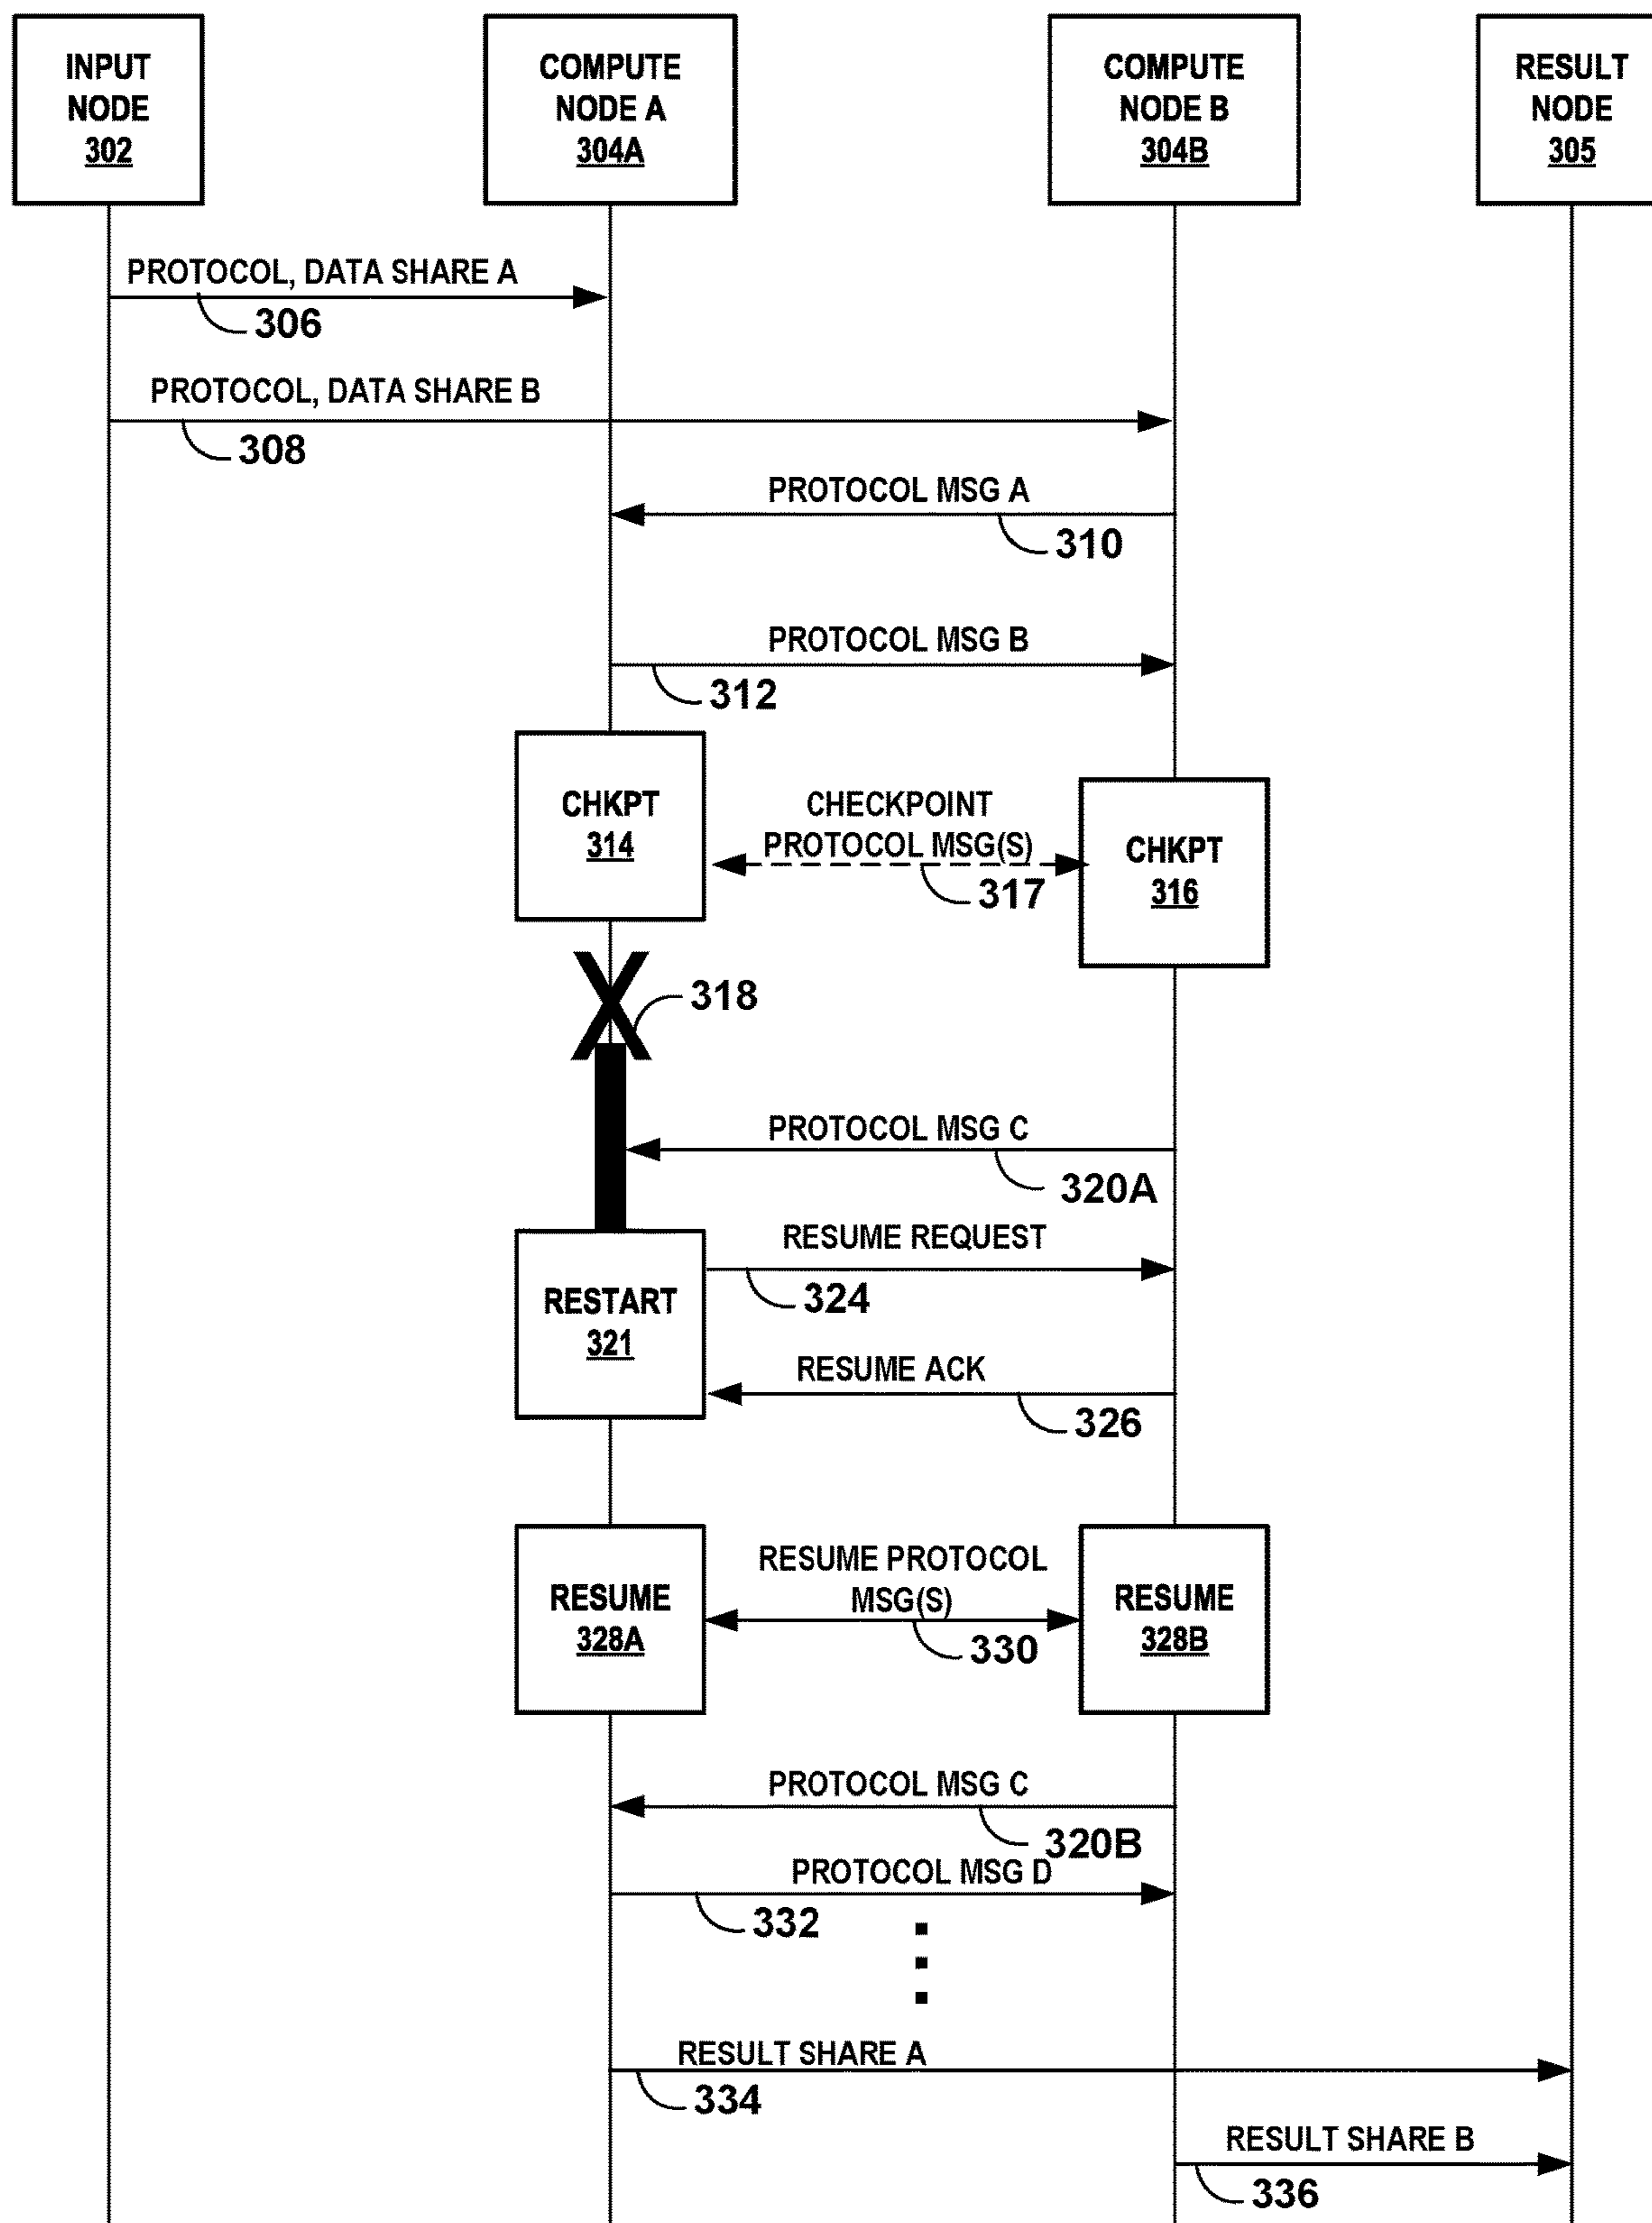 INPUT
NODE
302
COMPUTE
NODE A
304A
COMPUTE
NODE B
304B
RESULT
NODE
305
PROTOCOL, DATA SHARE A
306
PROTOCOL, DATA SHARE B
308
PROTOCOL MSG A
310
PROTOCOL MSG B
312
CHKPT
314
CHECKPOINT
PROTOCOL MSG(S)
317
CHKPT
316
X
318
PROTOCOL MSG C
320A
RESTART
321
RESUME REQUEST
324
RESUME ACK
326
RESUME
328A
RESUME PROTOCOL
MSG(S)
330
RESUME
328B
PROTOCOL MSG C
320B
PROTOCOL MSG D
332
RESULT SHARE A
334
RESULT SHARE B
336